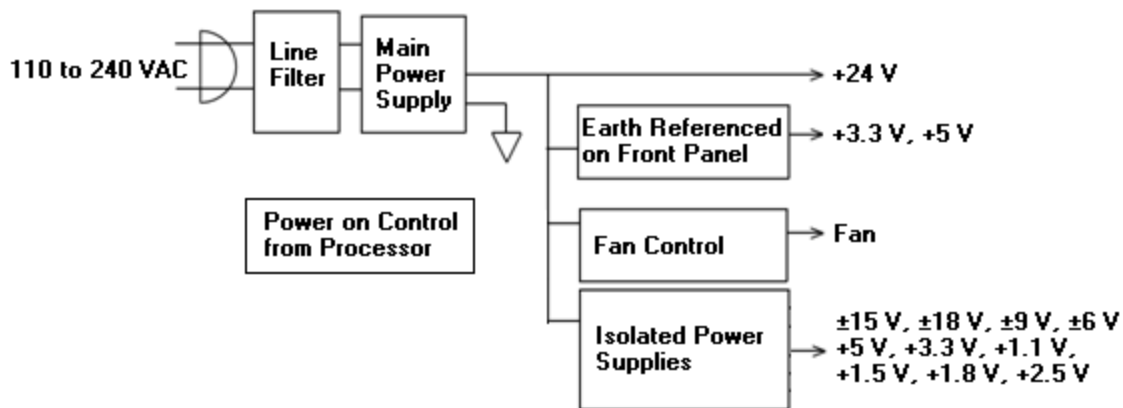 110 to 240 VAC
Line
Filter
Main
Power
Supply
+24 V
Earth Referenced
on Front Panel
+3.3 V, +5 V
Power on Control
from Processor
Fan Control
Fan
Isolated Power
Supplies
±15 V, ±18 V, ±9 V, ±6 V
+5 V, +3.3 V, +1.1 V,
+1.5 V, +1.8 V, +2.5 V